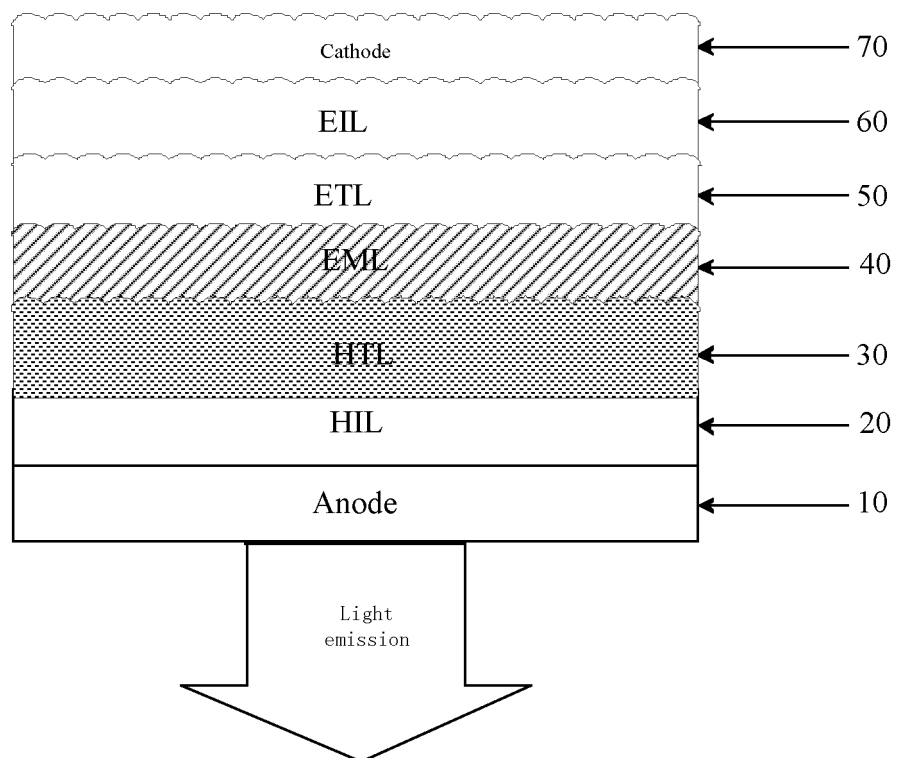 Cathode 70
EIL 60
ETL 50
EML 40
HTL 30
HIL 20
Anode 10
Light
emission